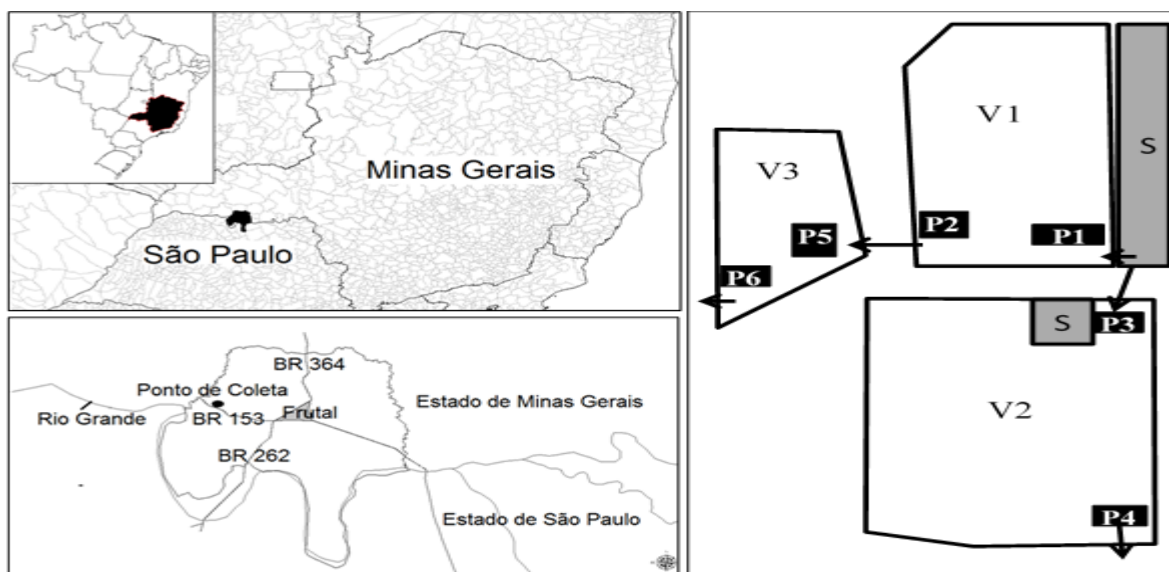 Minas Gerais
São Paulo
BR 364
Ponto de Coleta
Rio Grande
BR 153
Frutal
Estado de Minas Gerais
BR 262
Estado de São Paulo
V1
S
V3
P2
P1
P5
P6
S
P3
V2
P4